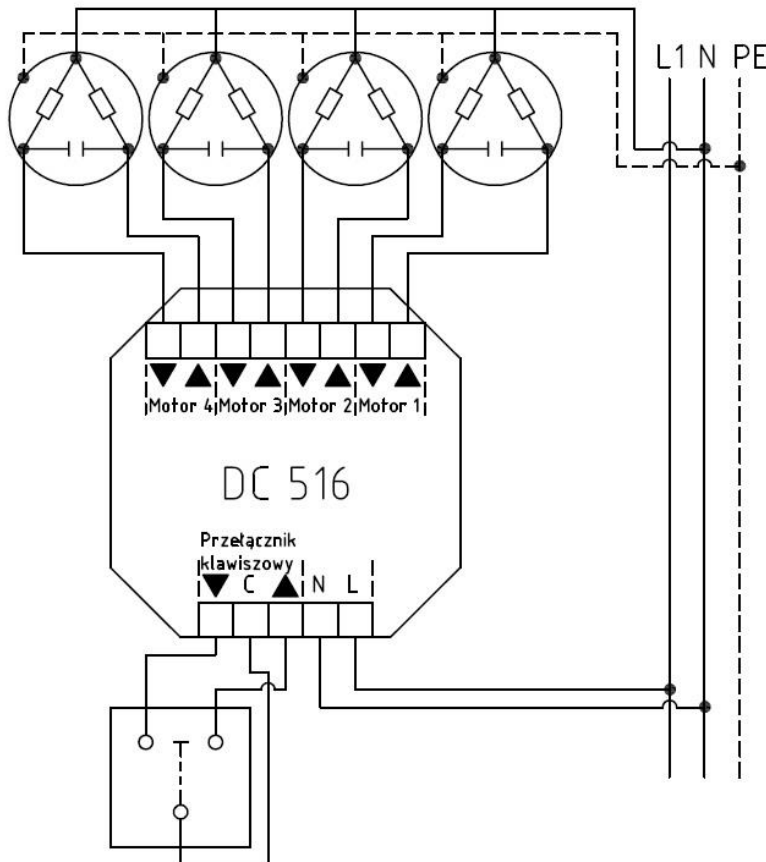 L1 N PE
Motor 4 Motor 3 Motor 2 Motor 1
DC 516
Przełącznik
klawiszowy
C N L